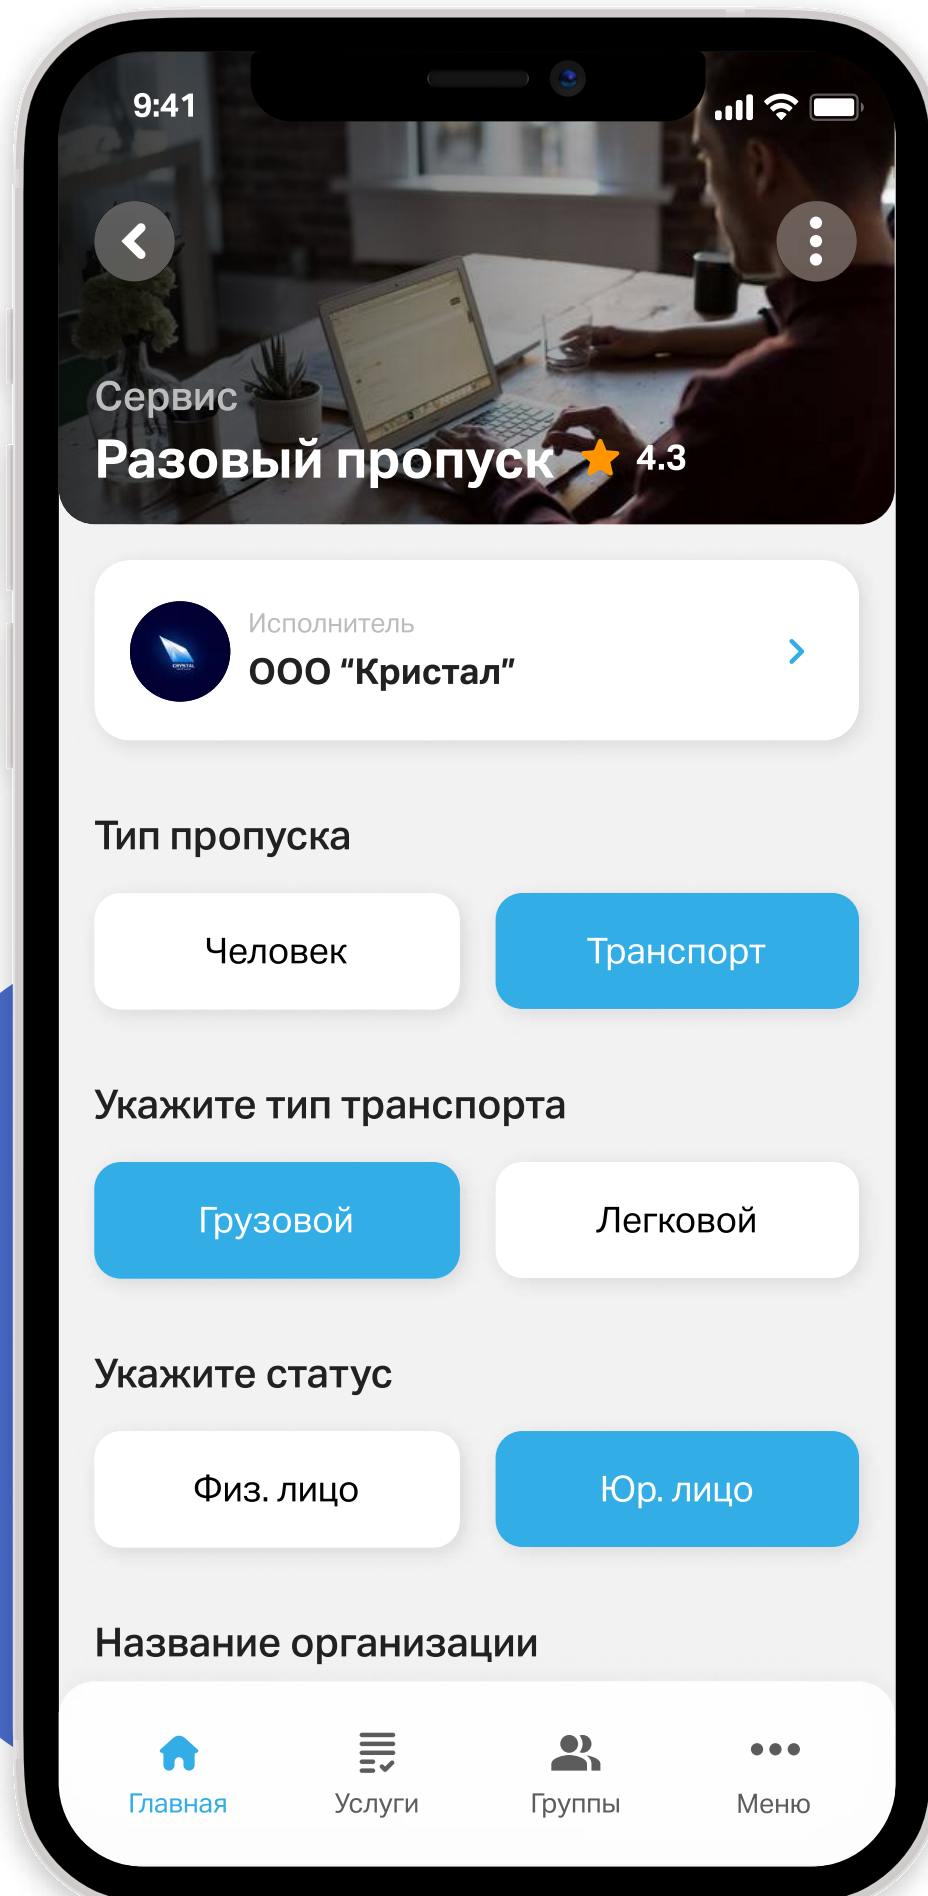 9:41
Сервис
Разовый пропуск 4.3
Исполнитель
ООО “Кристал”
CRYSTAL
Тип пропуска
Человек Транспорт
Укажите тип транспорта
Грузовой Легковой
Укажите статус
Физ. лицо Юр. лицо
Название организации
Главная Услуги Группы Меню